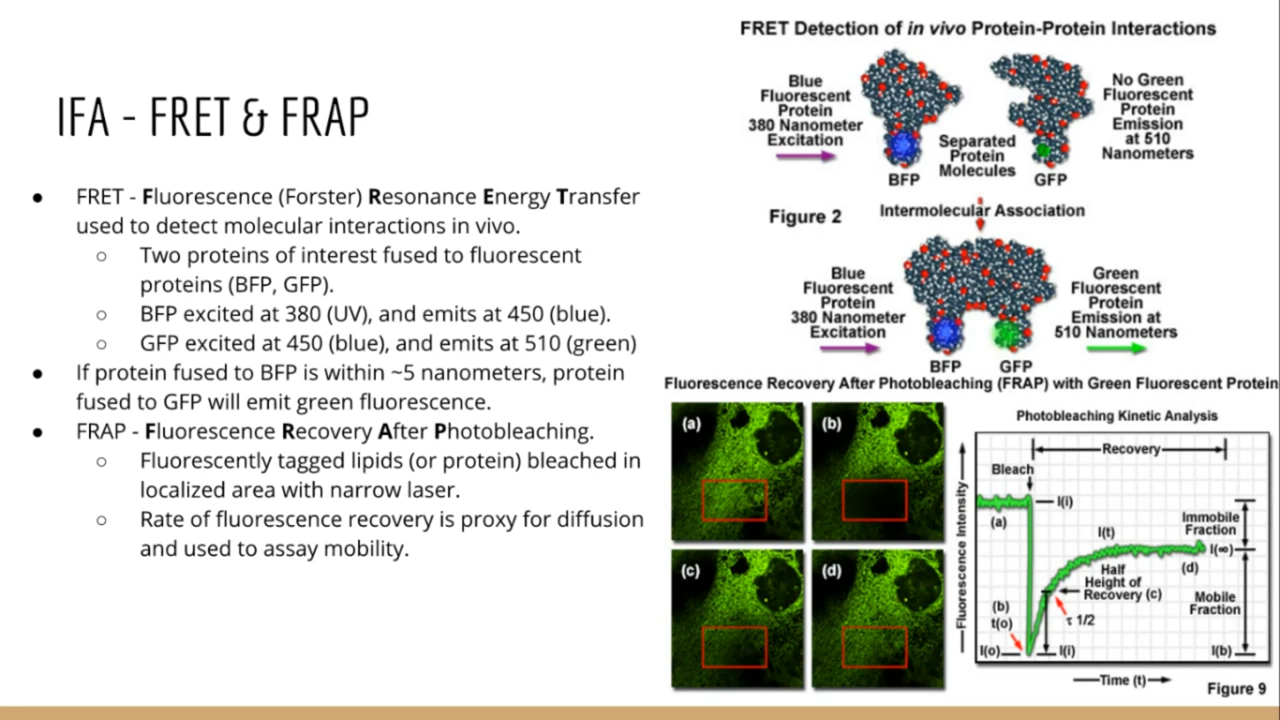 IFA - FRET & FRAP
● FRET - Fluorescence (Forster) Resonance Energy Transfer
used to detect molecular interactions in vivo.
○ Two proteins of interest fused to fluorescent
proteins (BFP, GFP).
○ BFP excited at 380 (UV), and emits at 450 (blue).
○ GFP excited at 450 (blue), and emits at 510 (green)
● If protein fused to BFP is within ~5 nanometers, protein
fused to GFP will emit green fluorescence.
● FRAP - Fluorescence Recovery After Photobleaching.
○ Fluorescently tagged lipids (or protein) bleached in
localized area with narrow laser.
○ Rate of fluorescence recovery is proxy for diffusion
and used to assay mobility.
FRET Detection of in vivo Protein-Protein Interactions
Blue
Fluorescent
Protein
380 Nanometer
Excitation
BFP
Separated
Protein
Molecules
GFP
No Green
Fluorescent
Protein
Emission
at 510
Nanometers
Figure 2
Intermolecular Association
Blue
Fluorescent
Protein
380 Nanometer
Excitation
BFP
GFP
Green
Fluorescent
Protein
Emission at
510 Nanometers
Fluorescence Recovery After Photobleaching (FRAP) with Green Fluorescent Protein
(a)
(b)
(c)
(d)
Photobleaching Kinetic Analysis
Fluorescence Intensity
Recovery
Bleach
I(i)
(a)
I(t)
Immobile
Fraction
I(∞)
(d)
Half
Height of
Recovery (c)
Mobile
Fraction
(b)
t(o)
τ 1/2
I(o)
I(i)
I(b)
Time (t)
Figure 9